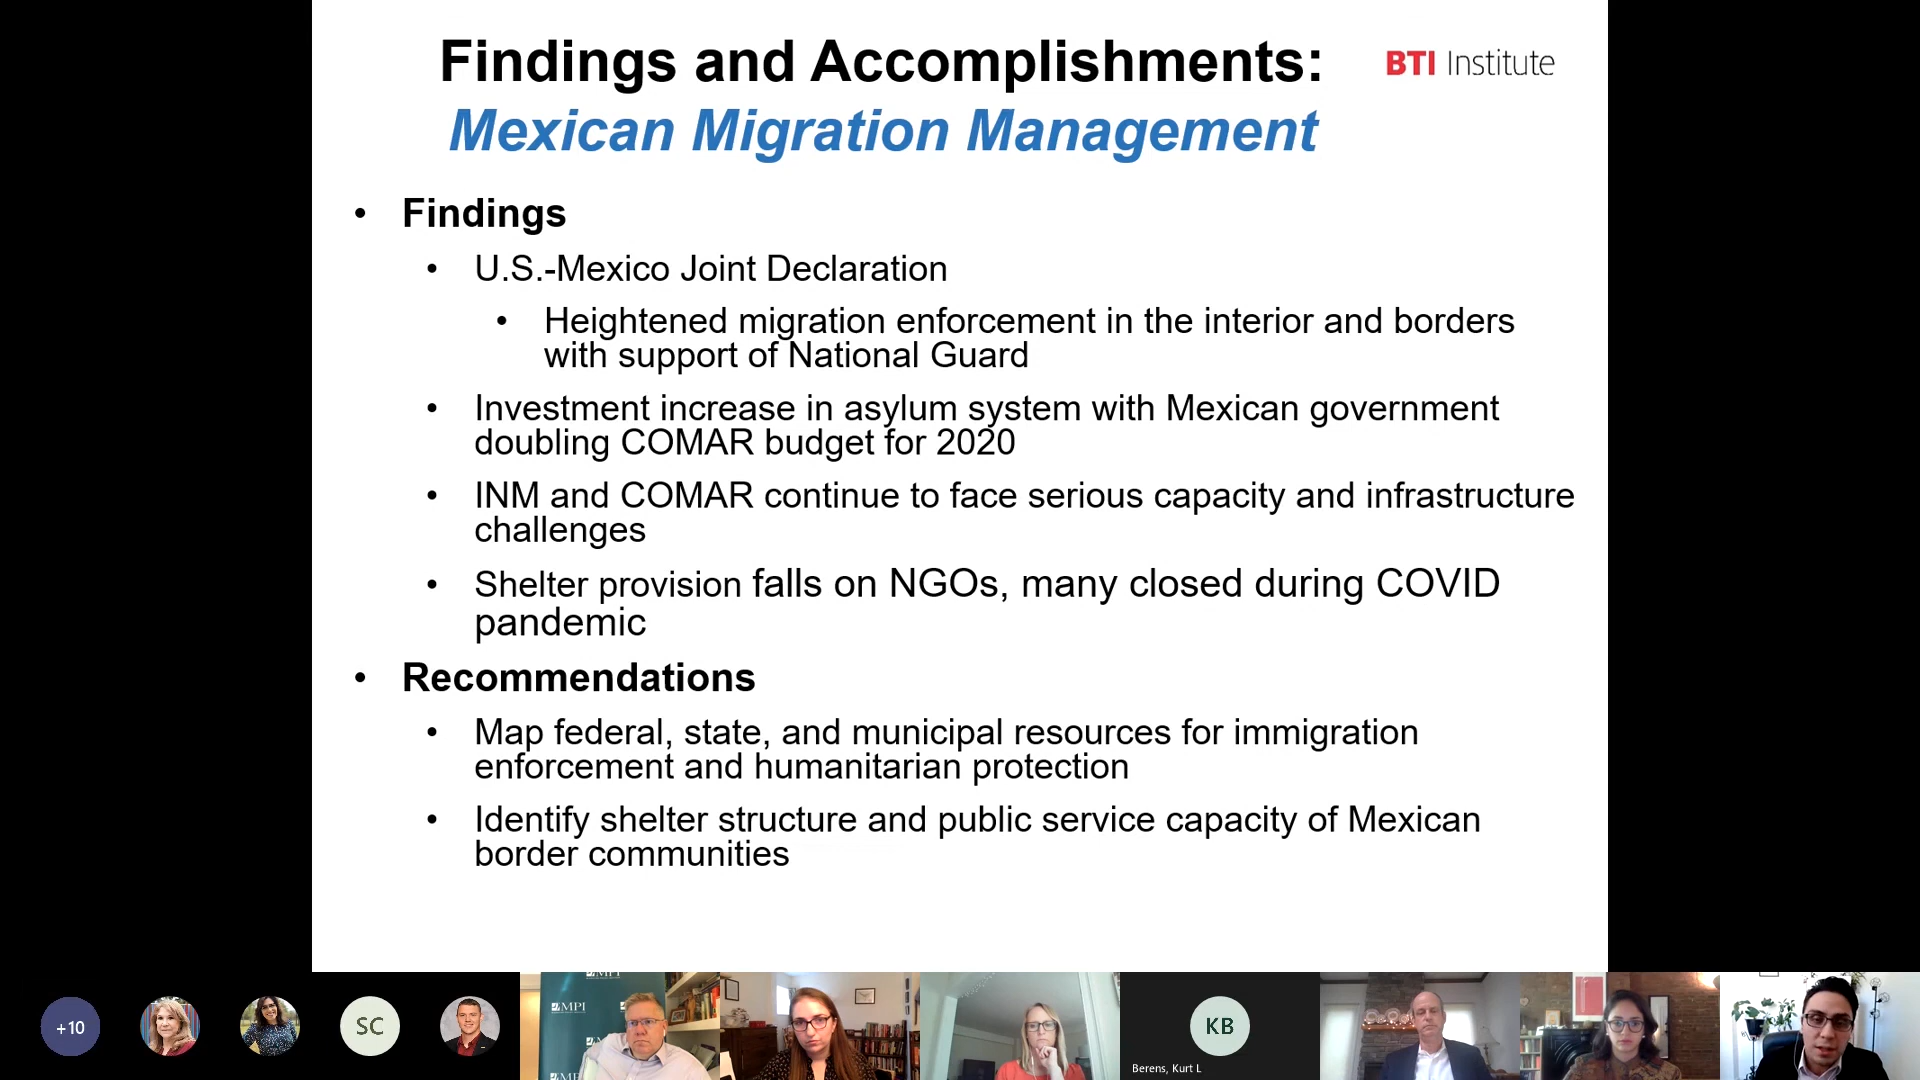 Findings and Accomplishments:
BTI Institute
Mexican Migration Management
• Findings
• U.S.-Mexico Joint Declaration
• Heightened migration enforcement in the interior and borders
with support of National Guard
• Investment increase in asylum system with Mexican government
doubling COMAR budget for 2020
• INM and COMAR continue to face serious capacity and infrastructure
challenges
• Shelter provision falls on NGOs, many closed during COVID
pandemic
• Recommendations
• Map federal, state, and municipal resources for immigration
enforcement and humanitarian protection
• Identify shelter structure and public service capacity of Mexican
border communities
+10
SC
MPI
MPI
KB
Berens, Kurt L